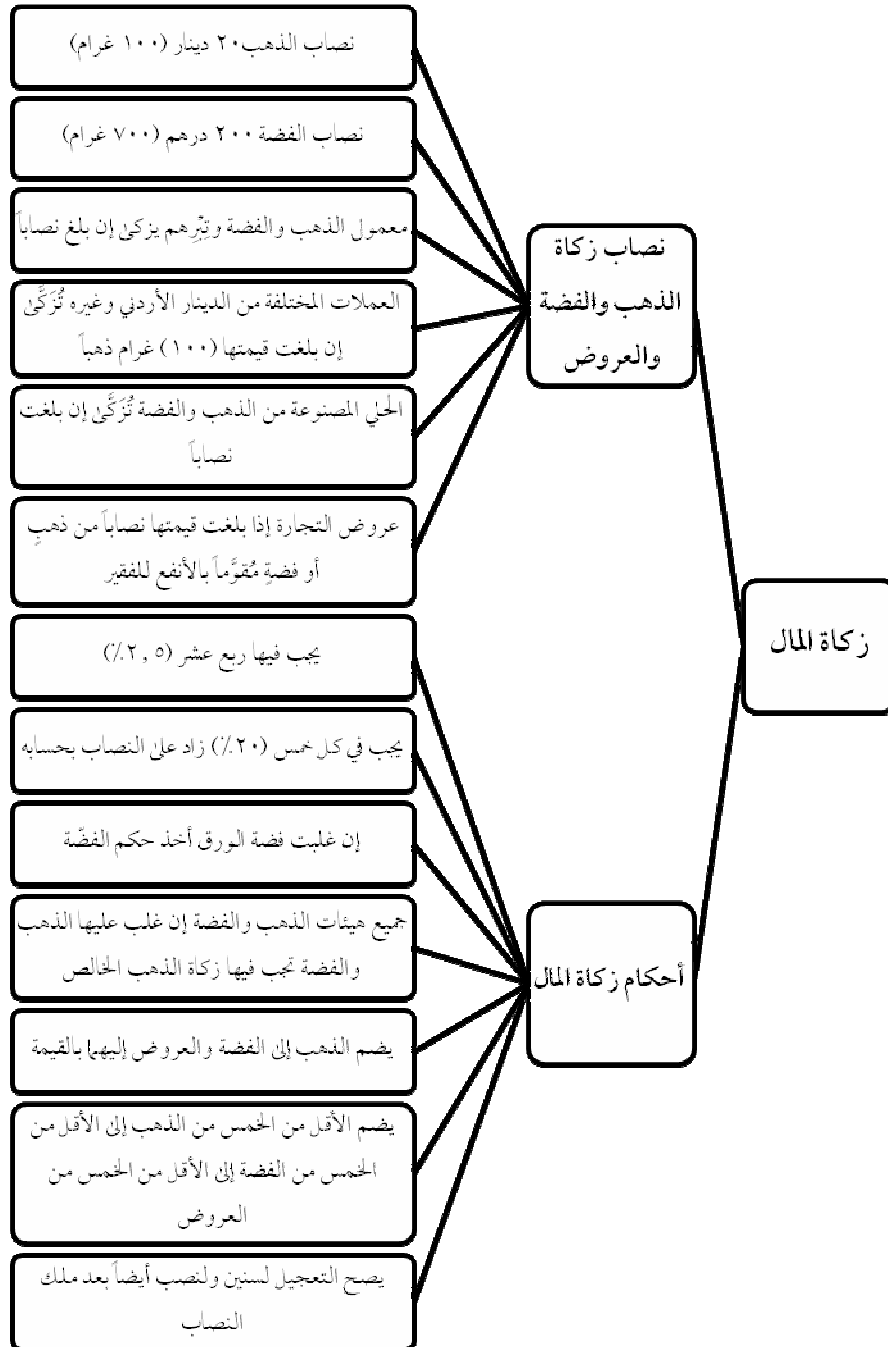 زكاة المال
نصاب زكاة
الذهب والفضة
والعروض
نصاب الذهب٢٠ دينار (١٠٠ غرام)
نصاب الفضة ٢٠٠ درهم (٧٠٠ غرام)
معمول الذهب والفضة وتِبْرِهم يزكى إن بلغ نصاباً
العملات المختلفة من الدينار الأردني وغيره تُزَكَّى
إن بلغت قيمتها (١٠٠) غرام ذهباً
الحلي المصنوعة من الذهب والفضة تُزَكَّى إن بلغت
نصاباً
عروض التجارة إذا بلغت قيمتها نصاباً من ذهبٍ
أو فضةٍ مُقوَّماً بالأنفع للفقير
أحكام زكاة المال
يجب فيها ربع عشر (٢,٥٪)
يجب في كل خمس (٢٠٪) زاد على النصاب بحسابه
إن غلبت فضة الورق أخذ حكم الفضّة
جميع هيئات الذهب والفضة إن غلب عليها الذهب
والفضة تجب فيها زكاة الذهب الخالص
يضم الذهب إلى الفضة والعروض إليهما بالقيمة
يضم الأقل من الخمس من الذهب إلى الأقل من
الخمس من الفضة إلى الأقل من الخمس من
العروض
يصح التعجيل لسنين ولنصب أيضاً بعد ملك
النصاب